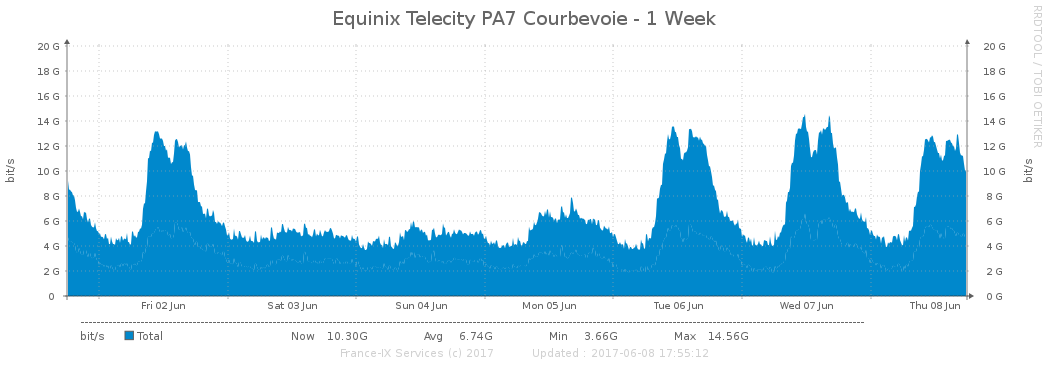 Equinix Telecity PA7 Courbevoie - 1 Week
RRDTOOL / TOBI OETIKER
bit/s
20 G 20 G
18 G 18 G
16 G 16 G
14 G 14 G
12 G 12 G
10 G 10 G
8 G 8 G
6 G 6 G
4 G 4 G
2 G 2 G
0 0 G
bit/s
Fri 02 Jun Sat 03 Jun Sun 04 Jun Mon 05 Jun Tue 06 Jun Wed 07 Jun Thu 08 Jun
bit/s Total Now 10.30G Avg 6.74G Min 3.66G Max 14.56G
France-IX Services (c) 2017 Updated : 2017-06-08 17:55:12